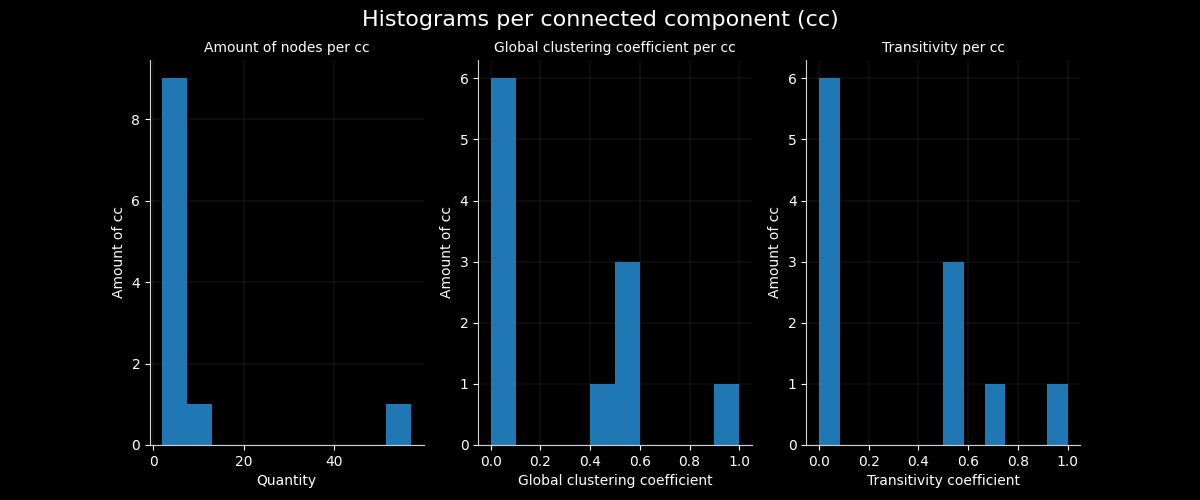 Histograms per connected component (cc)
Amount of nodes per cc
Global clustering coefficient per cc
Transitivity per cc
Amount of cc
8
6
4
2
0
0 20 40
Quantity
Amount of cc
6
5
4
3
2
1
0
0.0 0.2 0.4 0.6 0.8 1.0
Global clustering coefficient
Amount of cc
6
5
4
3
2
1
0
0.0 0.2 0.4 0.6 0.8 1.0
Transitivity coefficient